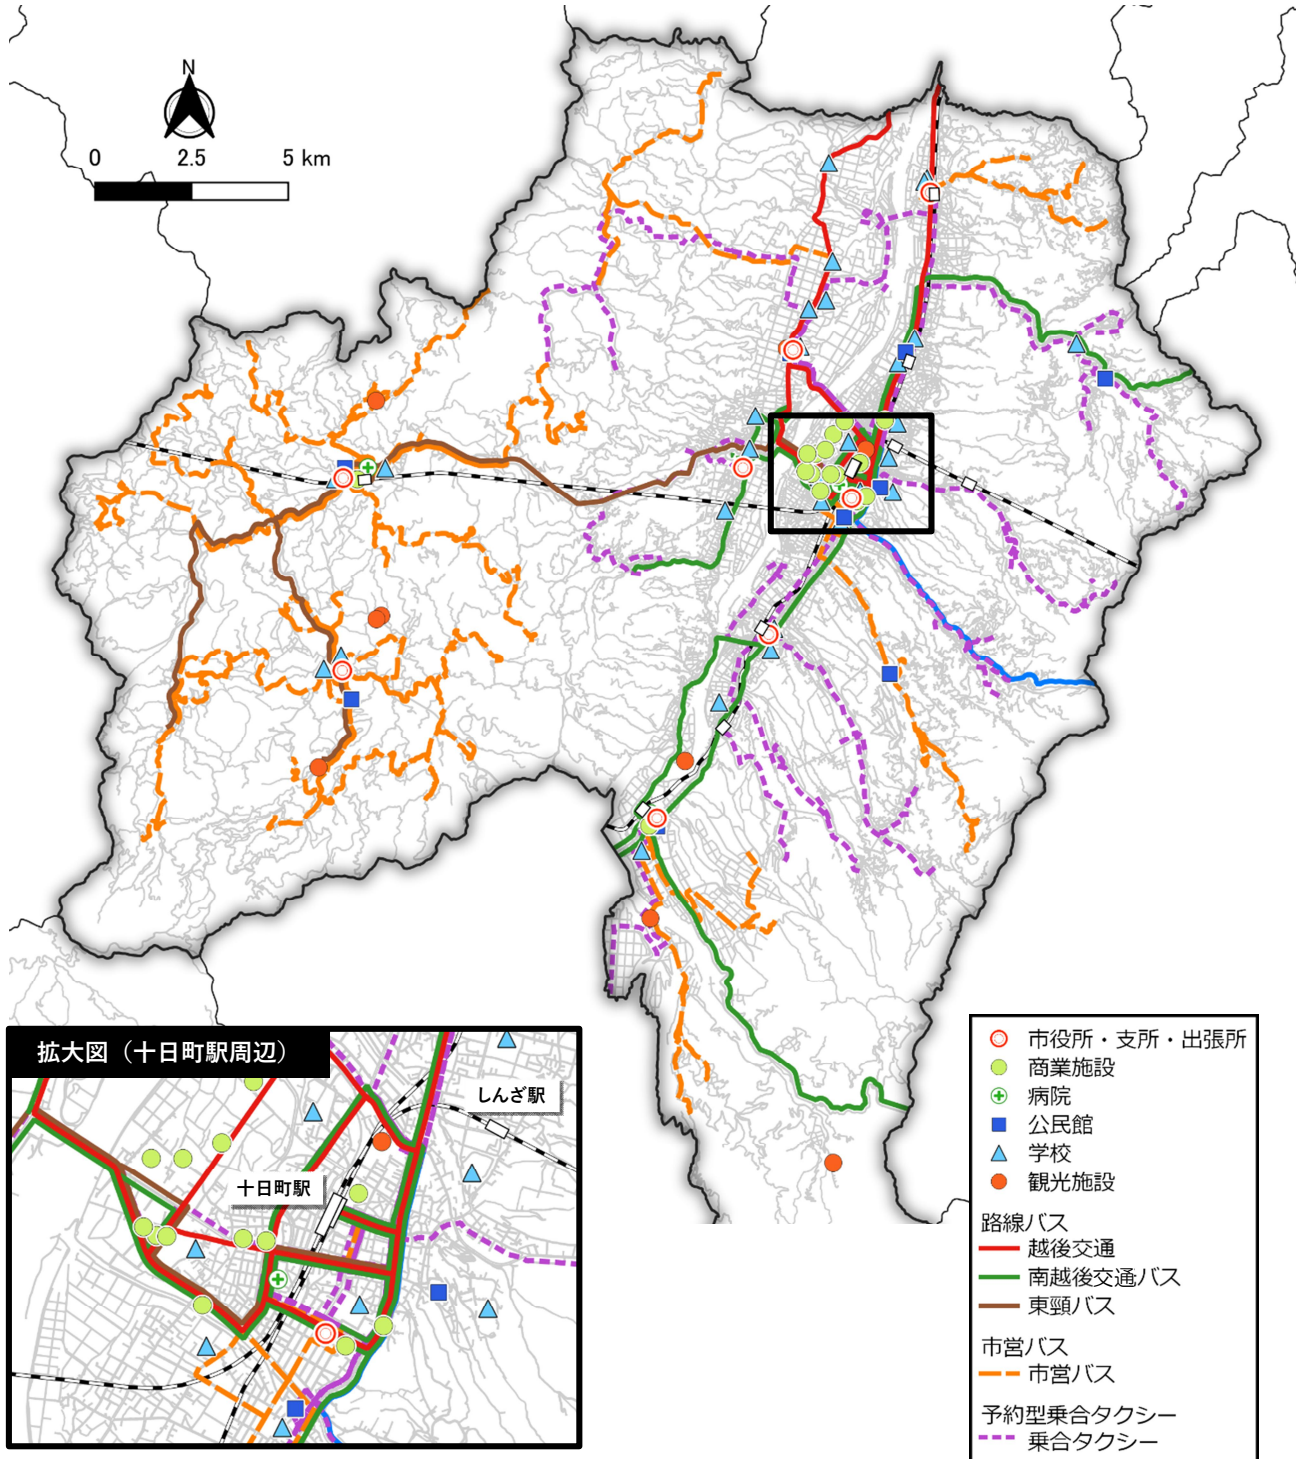 N
0 2.5 5 km
拡大図（十日町駅周辺）
しんざ駅
十日町駅
市役所・支所・出張所
商業施設
病院
公民館
学校
観光施設
路線バス
越後交通
南越後交通バス
東頸バス
市営バス
市営バス
予約型乗合タクシー
乗合タクシー